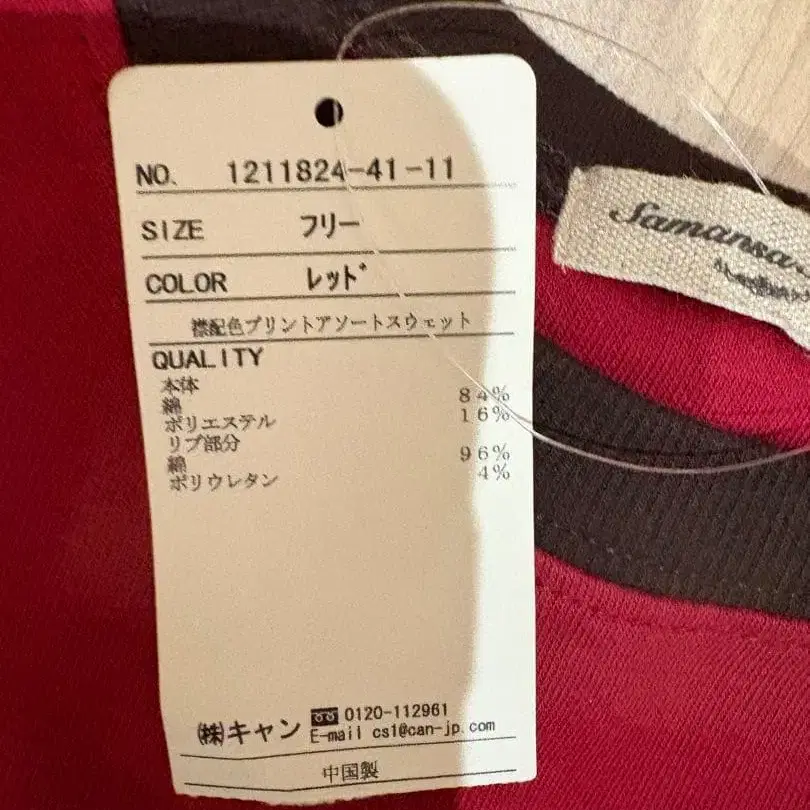 NO. 1211824-41-11
SIZE フリー
COLOR レッド
襟配色プリントアソートスウェット
QUALITY
本体
綿 84%
ポリエステル 16%
リブ部分
綿 96%
ポリウレタン 4%
㈱キャン 0120-112961
E-mail cs1@can-jp.com
中国製
Samansa